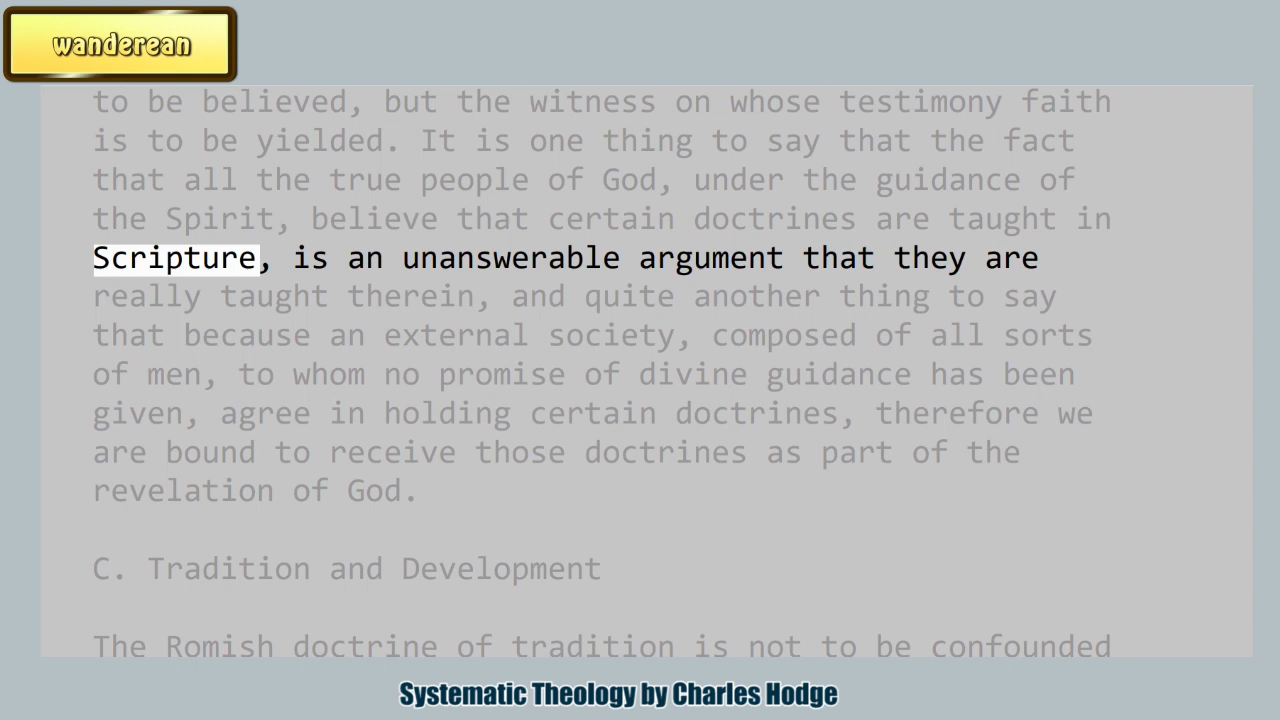 wanderean
to be believed, but the witness on whose testimony faith
is to be yielded. It is one thing to say that the fact
that all the true people of God, under the guidance of
the Spirit, believe that certain doctrines are taught in
Scripture, is an unanswerable argument that they are
really taught therein, and quite another thing to say
that because an external society, composed of all sorts
of men, to whom no promise of divine guidance has been
given, agree in holding certain doctrines, therefore we
are bound to receive those doctrines as part of the
revelation of God.
C. Tradition and Development
The Romish doctrine of tradition is not to be confounded
Systematic Theology by Charles Hodge